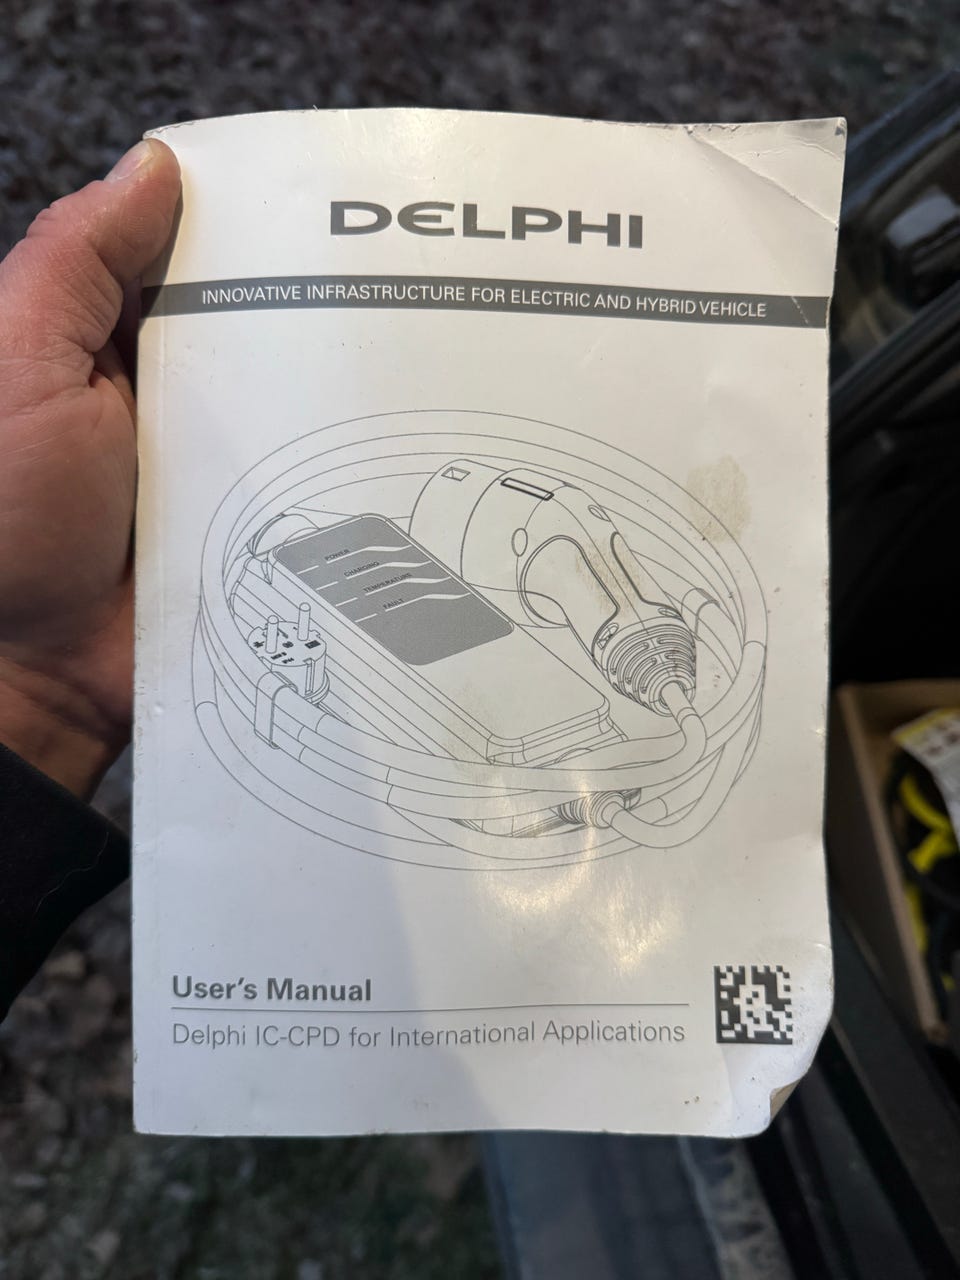 DELPHI
INNOVATIVE INFRASTRUCTURE FOR ELECTRIC AND HYBRID VEHICLE
POWER
CHARGING
TEMPERATURE
FAULT
User's Manual
Delphi IC-CPD for International Applications